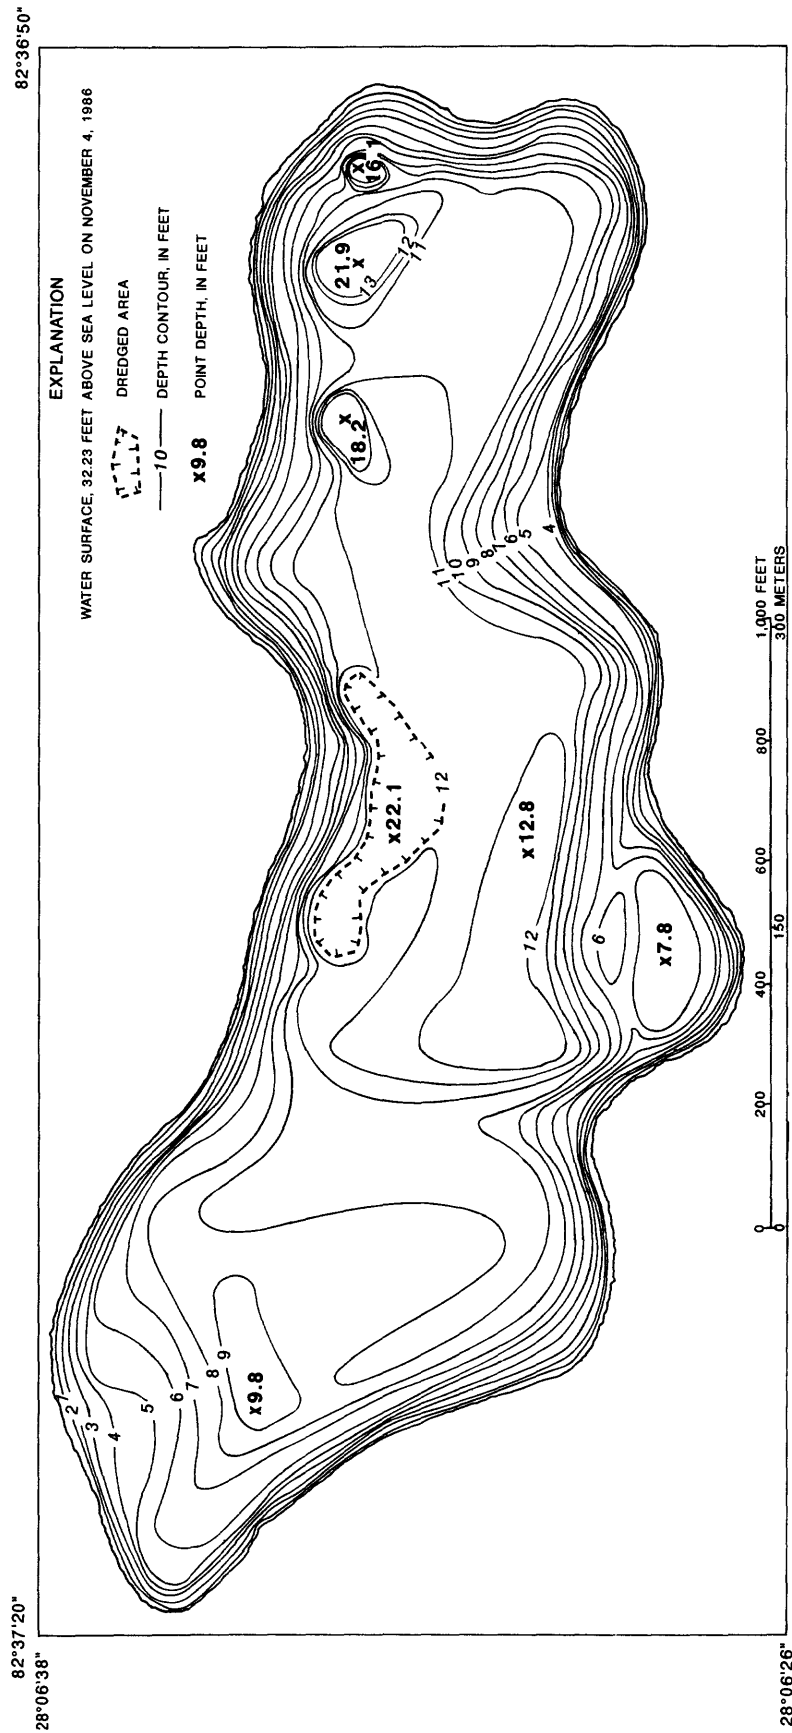 82°37'20"
82°36'50"
28°06'38"
28°06'26"
EXPLANATION
WATER SURFACE, 32.23 FEET ABOVE SEA LEVEL ON NOVEMBER 4, 1986
DREDGED AREA
—10— DEPTH CONTOUR, IN FEET
x9.8 POINT DEPTH, IN FEET
1
2
3
4
5
6
7
8
9
x9.8
12
x22.1
12
x12.8
6
x7.8
18.2
x
21.9
x
13
12
11
x
16.1
11
10
9
8
7
6
5
4
0 200 400 600 800 1,000 FEET
0 150 300 METERS